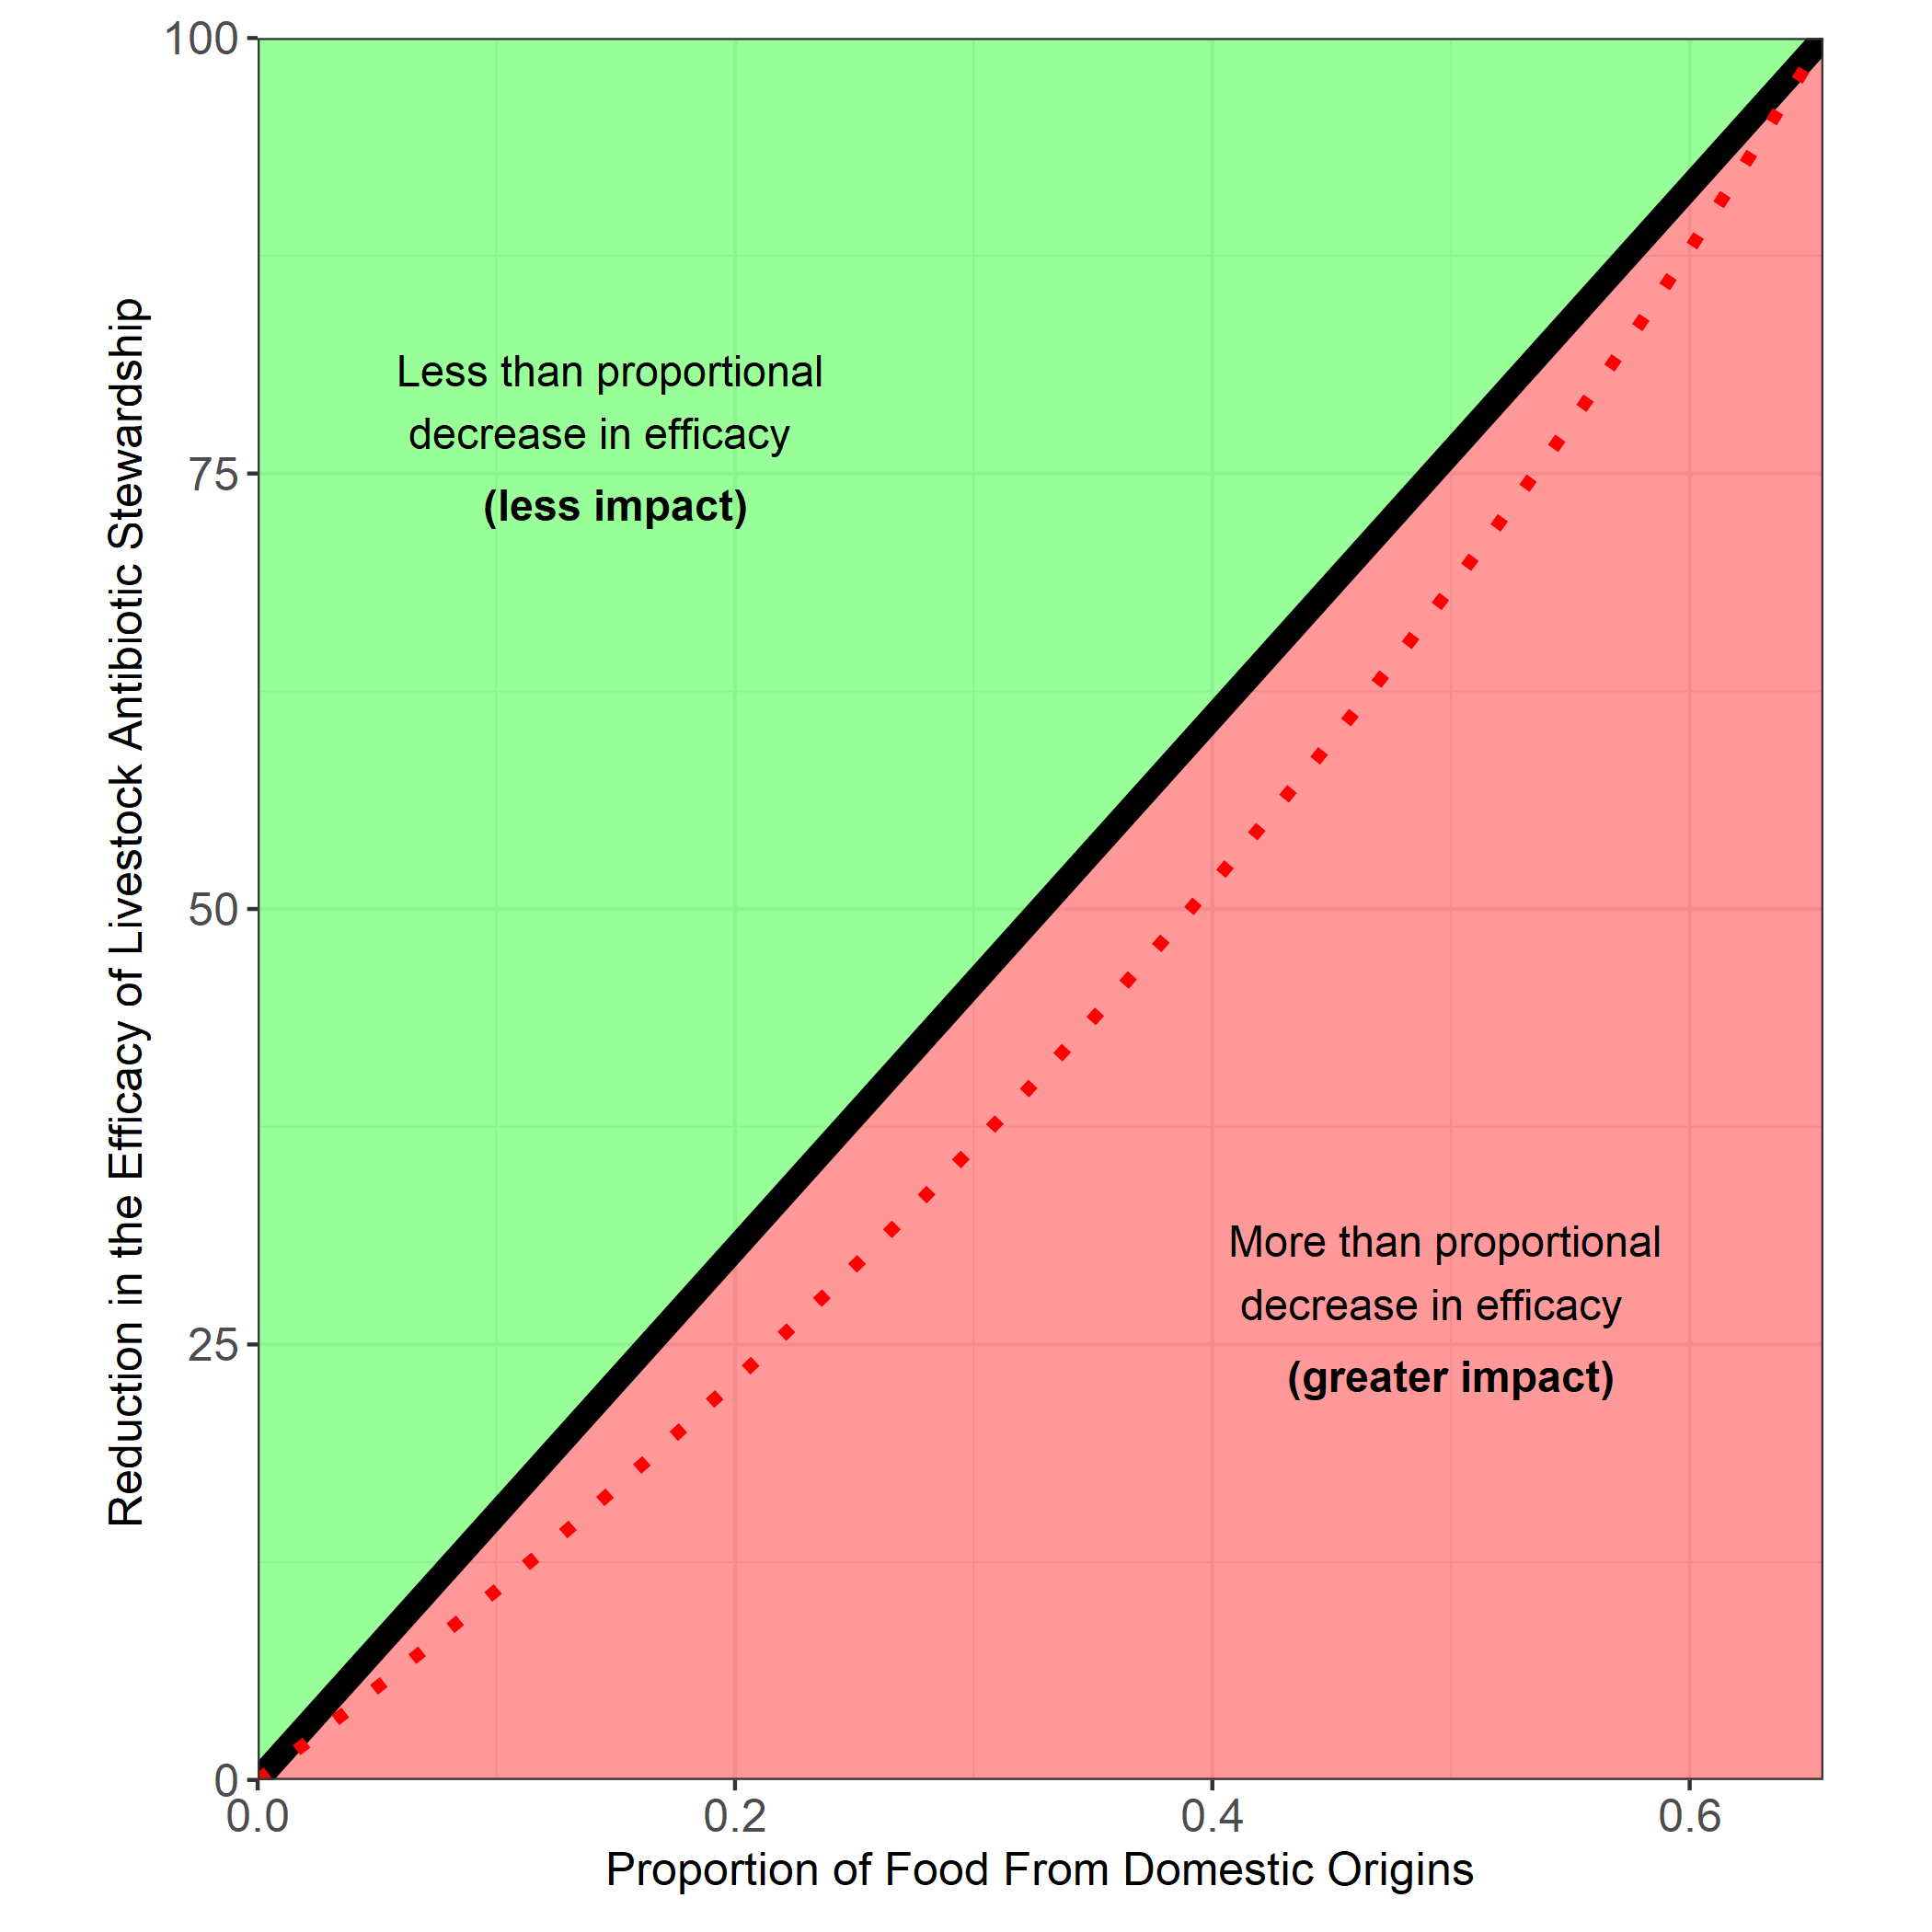 100
75
50
25
0
Reduction in the Efficacy of Livestock Antibiotic Stewardship
Less than proportional
decrease in efficacy
(less impact)
More than proportional
decrease in efficacy
(greater impact)
0.0 0.2 0.4 0.6
Proportion of Food From Domestic Origins